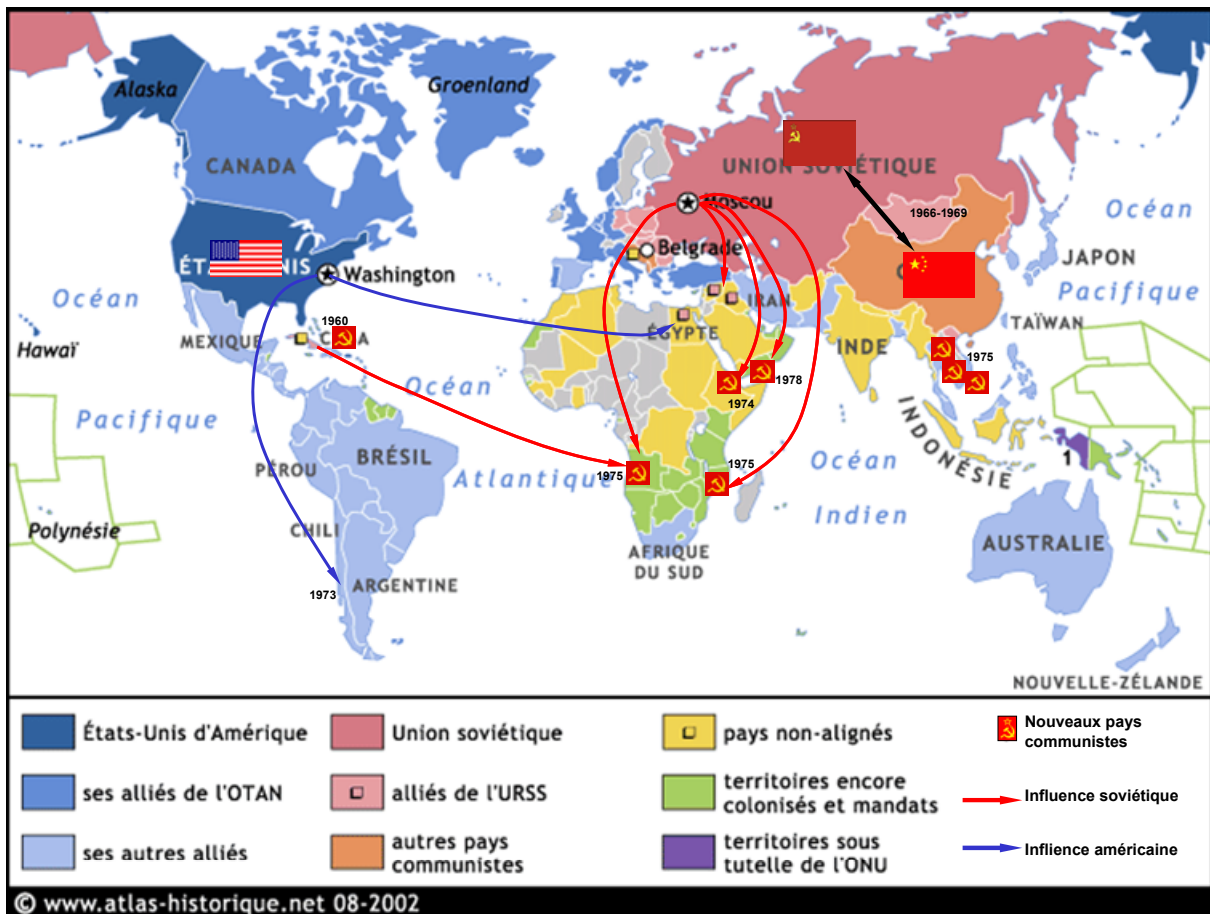 Alaska
Groenland
CANADA
UNION SOVIÉTIQUE
Moscou
1966-1969
Océan
Belgrade
JAPON
Pacifique
Washington
Océan
IRAN
TAÏWAN
ÉGYPTE
1960
Hawaï
MEXIQUE
INDE
1975
Océan
1978
1974
Pacifique
INDONÉSIE
BRÉSIL
PÉROU
Atlantique
1975
1975
Océan
1
Indien
Polynésie
CHILI
AUSTRALIE
AFRIQUE
DU SUD
ARGENTINE
1973
NOUVELLE-ZÉLANDE
États-Unis d'Amérique
Union soviétique
pays non-alignés
Nouveaux pays
communistes
ses alliés de l'OTAN
alliés de l'URSS
territoires encore
colonisés et mandats
Influence soviétique
ses autres alliés
autres pays
communistes
territoires sous
tutelle de l'ONU
Inflience américaine
© www.atlas-historique.net 08-2002